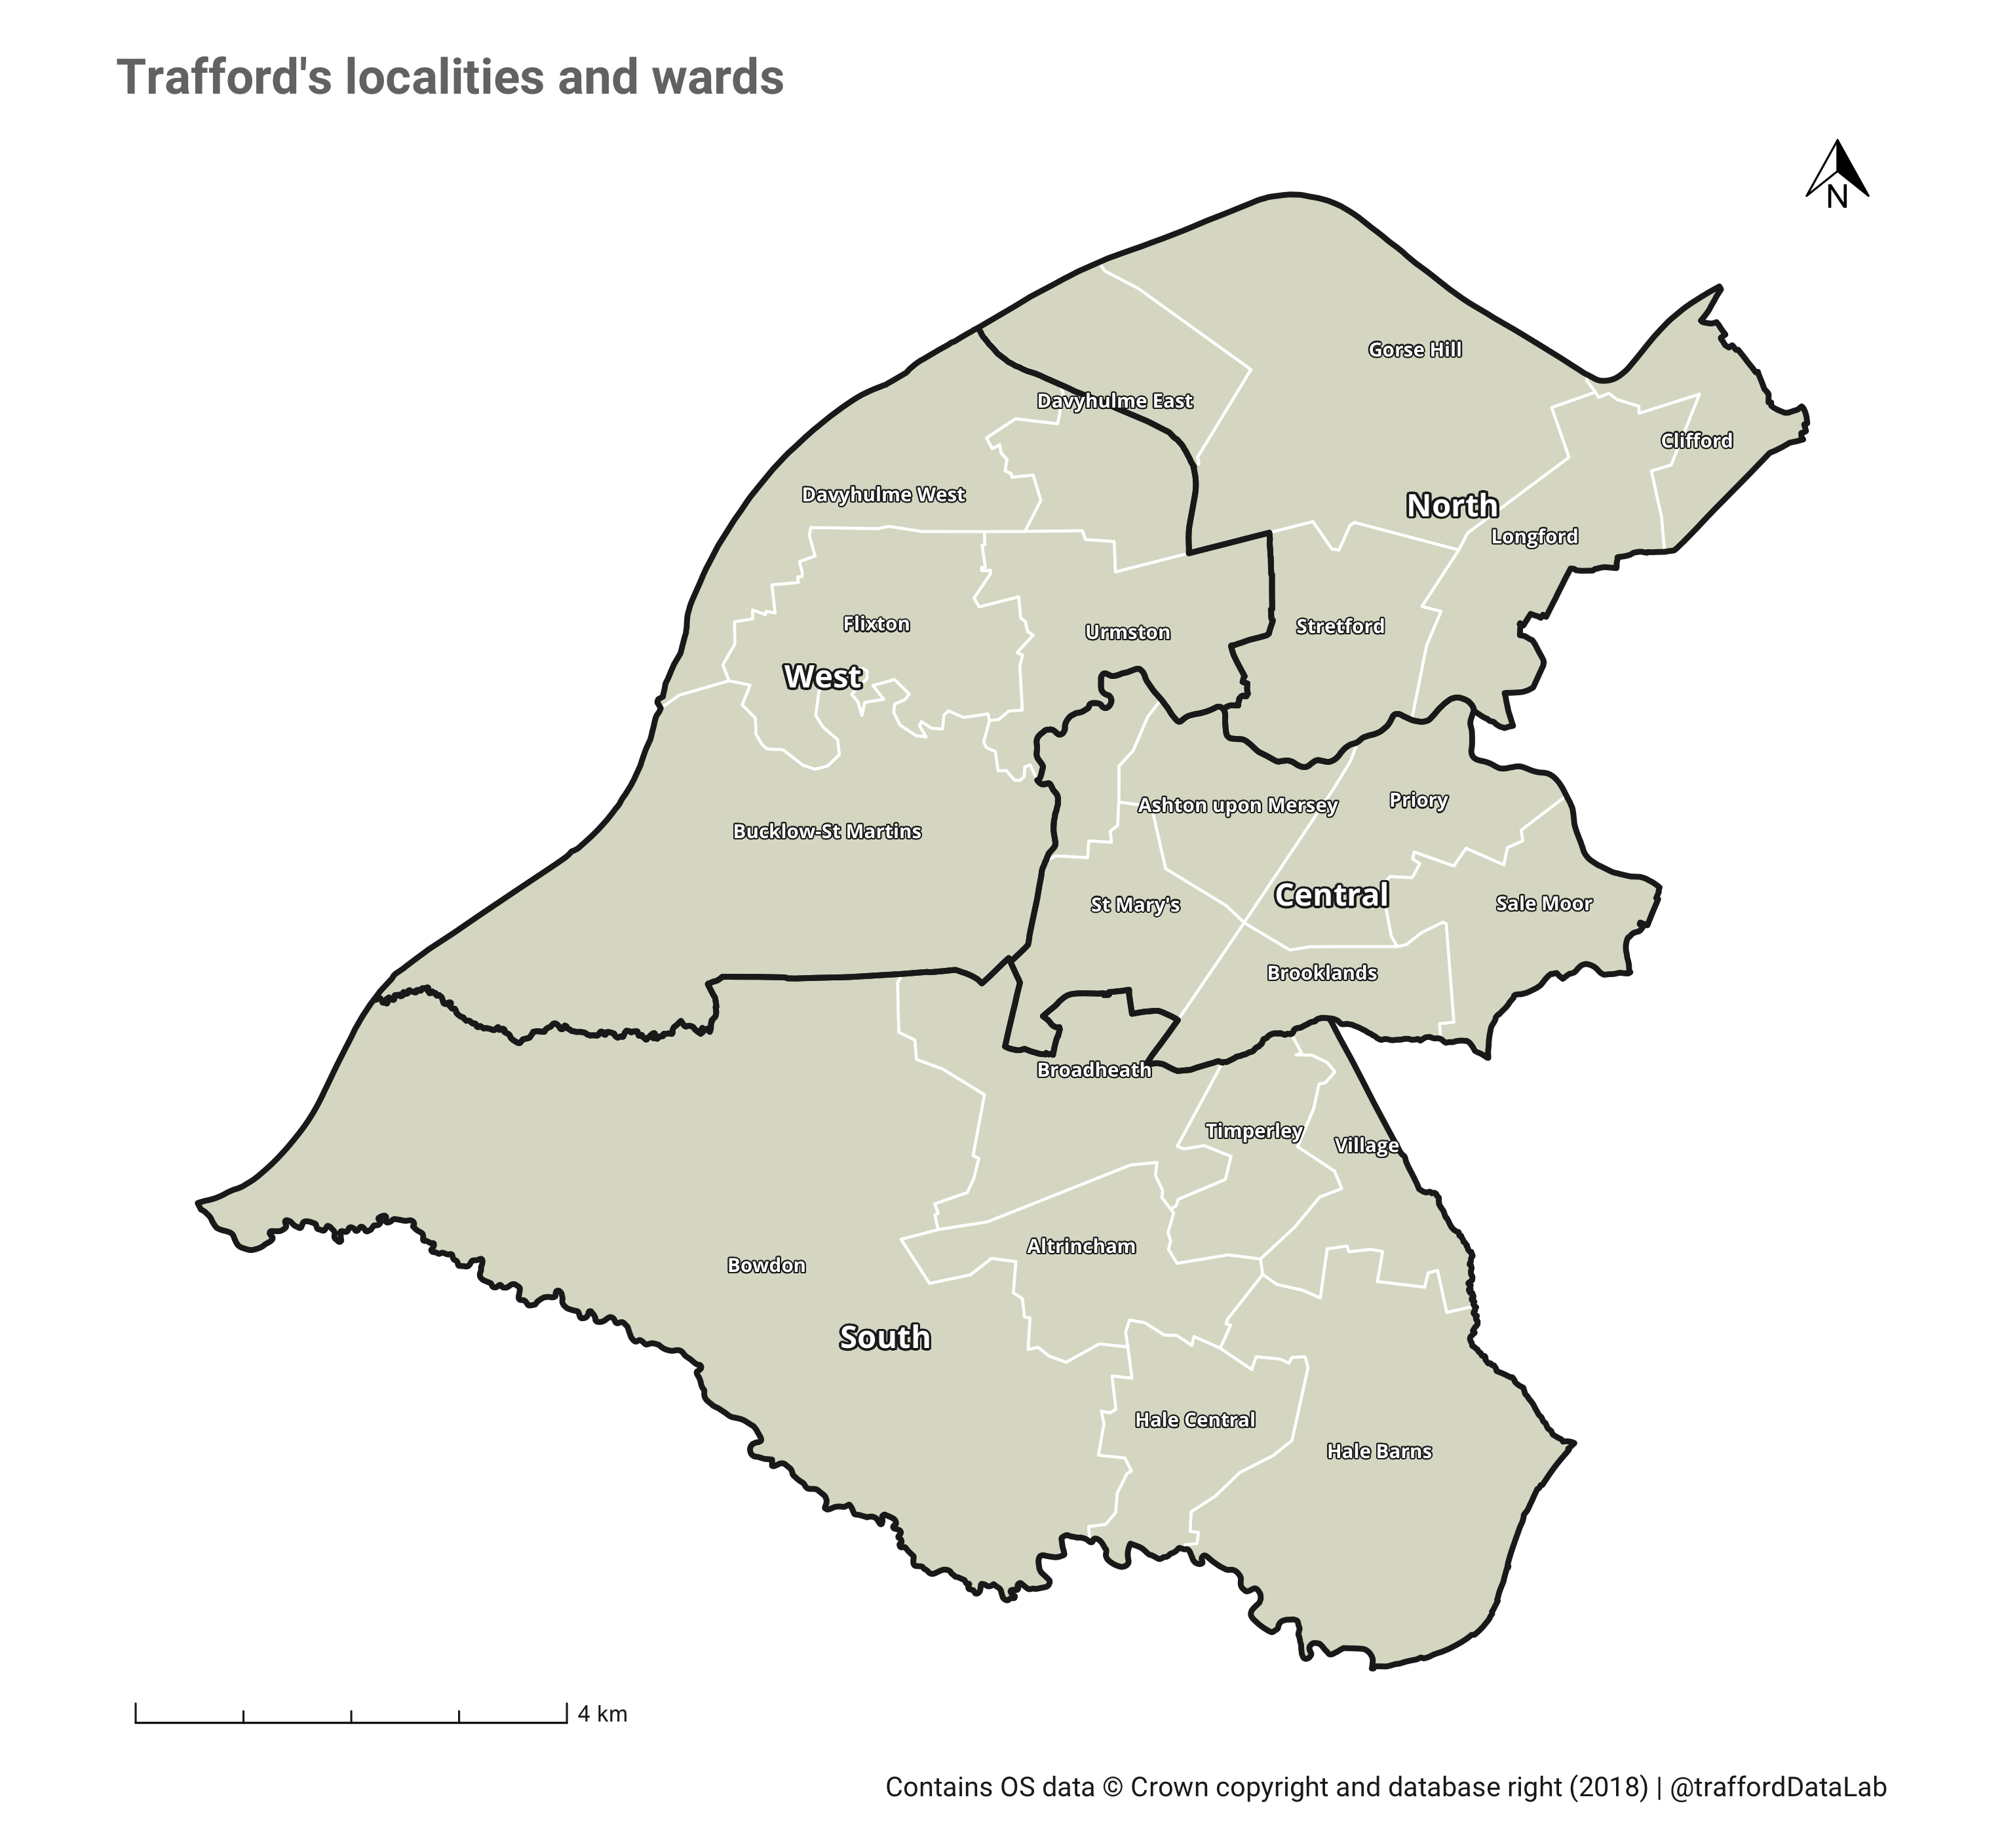 Trafford's localities and wards
N
Gorse Hill
Davyhulme East
Clifford
Davyhulme West
North
Longford
Flixton
Urmston
Stretford
West
Ashton upon Mersey
Priory
Bucklow-St Martins
Central
St Mary's
Sale Moor
Brooklands
Broadheath
Timperley
Village
Altrincham
Bowdon
South
Hale Central
Hale Barns
4 km
Contains OS data © Crown copyright and database right (2018) | @traffordDataLab